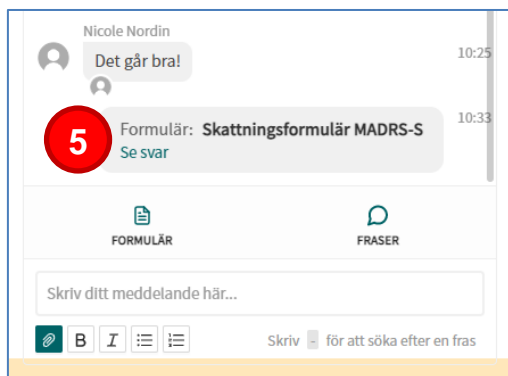 Nicole Nordin
Det går bra!
10:25
10:33
5
Formulär: Skattningsformulär MADRS-S
Se svar
FORMULÄR
FRASER
Skriv ditt meddelande här...
B I
Skriv - för att söka efter en fras